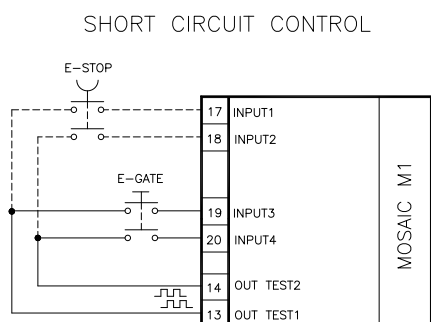 SHORT CIRCUIT CONTROL
E-STOP
17 INPUT1
18 INPUT2
E-GATE
19 INPUT3
20 INPUT4
14 OUT TEST2
13 OUT TEST1
MOSAIC M1